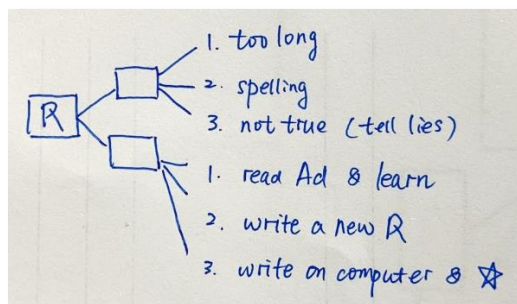 1. too long
2. spelling
R
3. not true (tell lies)
1. read Ad & learn
2. write a new R
3. write on computer & ☆